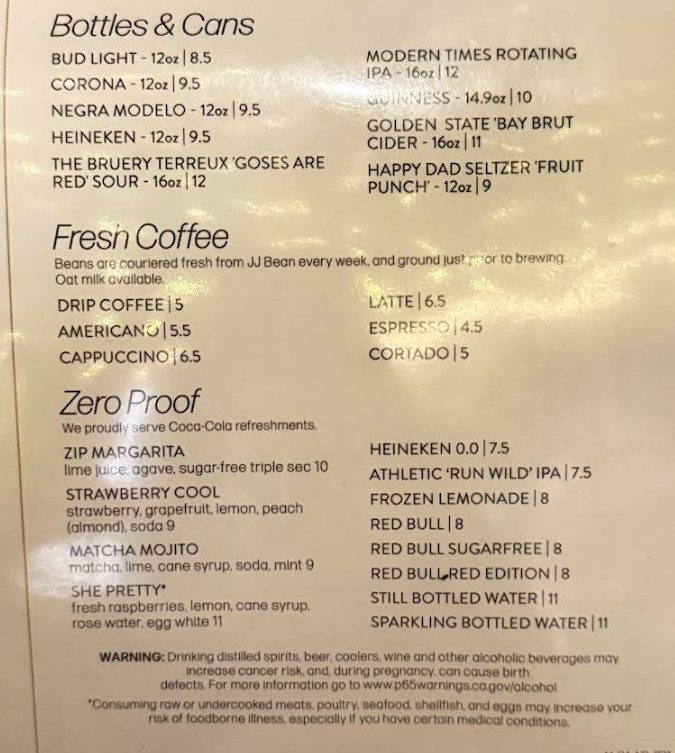 Bottles & Cans
BUD LIGHT - 12oz | 8.5
CORONA - 12oz | 9.5
NEGRA MODELO - 12oz | 9.5
HEINEKEN - 12oz | 9.5
THE BRUERY TERREUX 'GOSES ARE
RED' SOUR - 16oz | 12
MODERN TIMES ROTATING
IPA - 16oz | 12
GUINNESS - 14.9oz | 10
GOLDEN STATE 'BAY BRUT
CIDER - 16oz | 11
HAPPY DAD SELTZER 'FRUIT
PUNCH' - 12oz | 9
Fresh Coffee
Beans are couriered fresh from JJ Bean every week, and ground just prior to brewing.
Oat milk available.
DRIP COFFEE | 5
AMERICANO | 5.5
CAPPUCCINO | 6.5
LATTE | 6.5
ESPRESSO | 4.5
CORTADO | 5
Zero Proof
We proudly serve Coca-Cola refreshments.
ZIP MARGARITA
lime juice, agave, sugar-free triple sec 10
STRAWBERRY COOL
strawberry, grapefruit, lemon, peach
(almond), soda 9
MATCHA MOJITO
matcha, lime, cane syrup, soda, mint 9
SHE PRETTY*
fresh raspberries, lemon, cane syrup,
rose water, egg white 11
HEINEKEN 0.0 | 7.5
ATHLETIC 'RUN WILD' IPA | 7.5
FROZEN LEMONADE | 8
RED BULL | 8
RED BULL SUGARFREE | 8
RED BULL RED EDITION | 8
STILL BOTTLED WATER | 11
SPARKLING BOTTLED WATER | 11
WARNING: Drinking distilled spirits, beer, coolers, wine and other alcoholic beverages may
increase cancer risk, and, during pregnancy, can cause birth
defects. For more information go to www.p65warnings.ca.gov/alcohol
*Consuming raw or undercooked meats, poultry, seafood, shellfish, and eggs may increase your
risk of foodborne illness, especially if you have certain medical conditions.